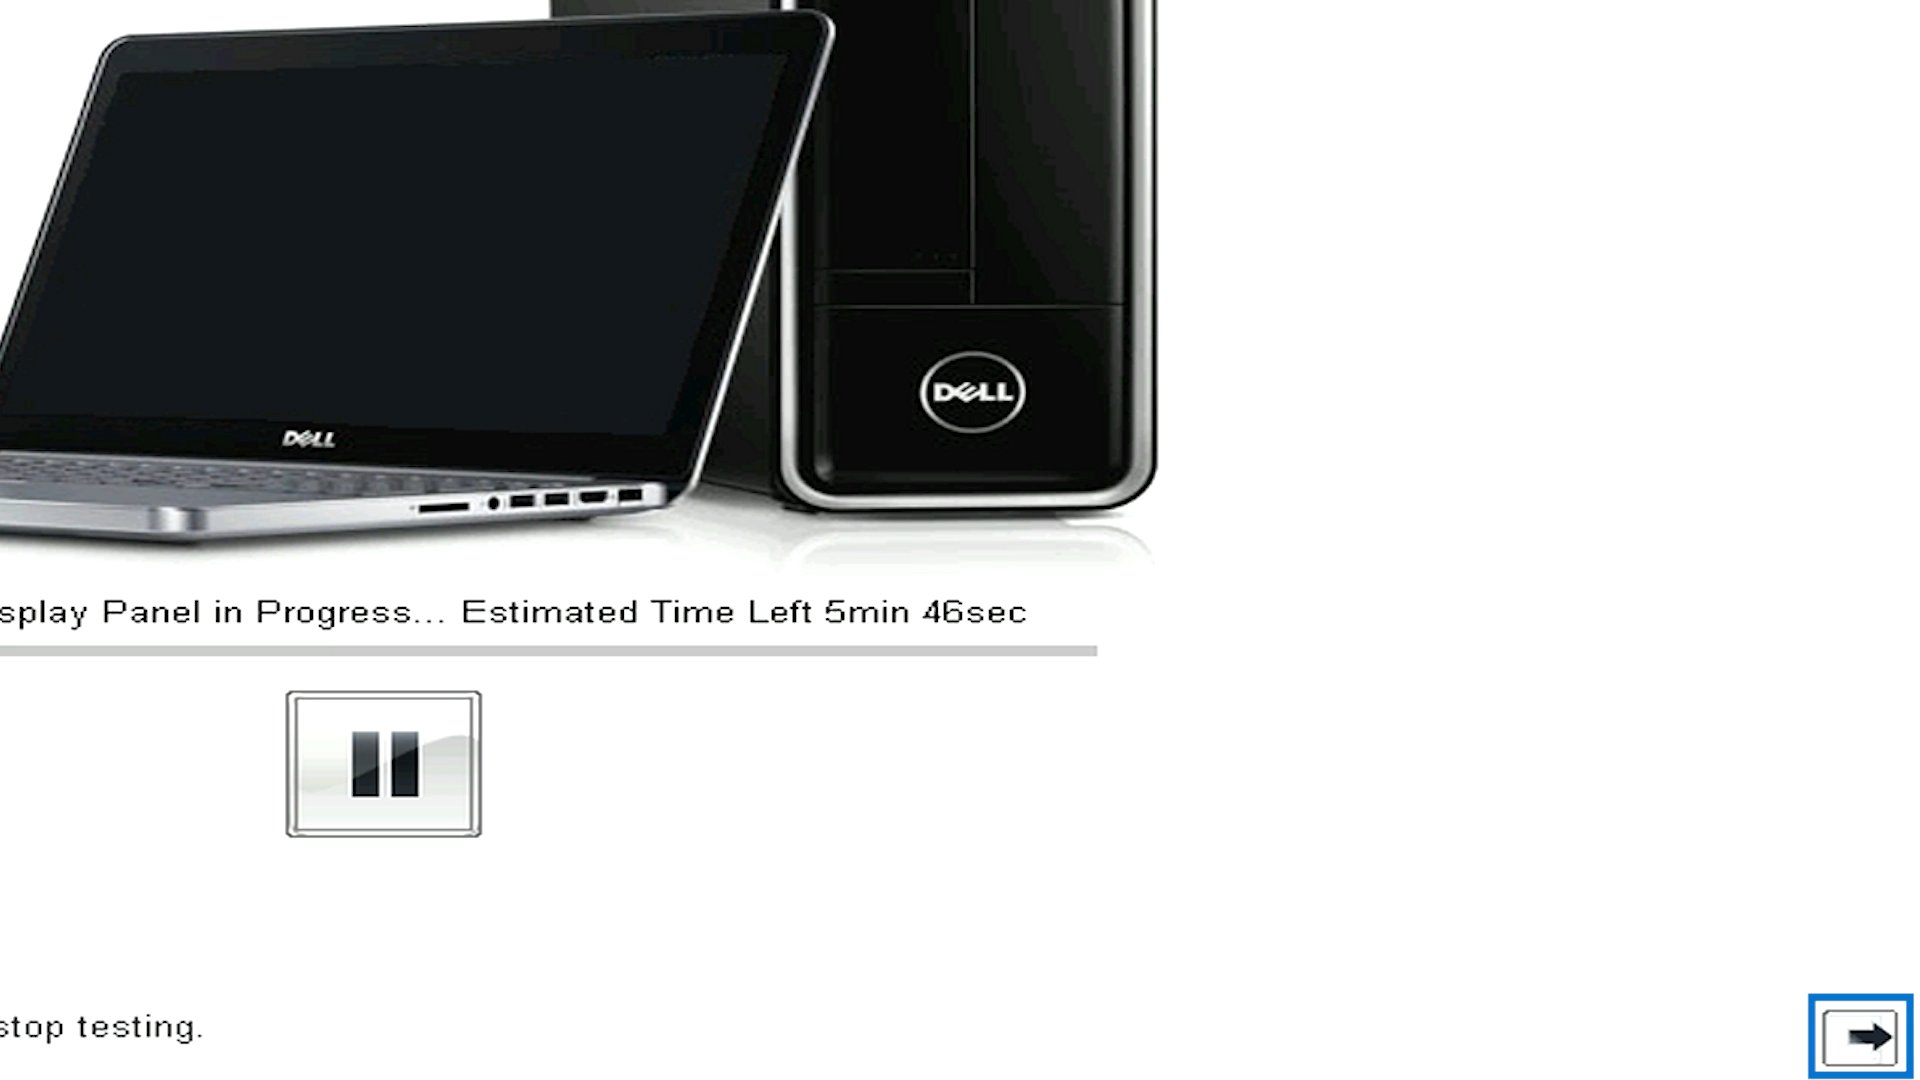 DELL
DELL
splay Panel in Progress... Estimated Time Left 5min 46sec
stop testing.